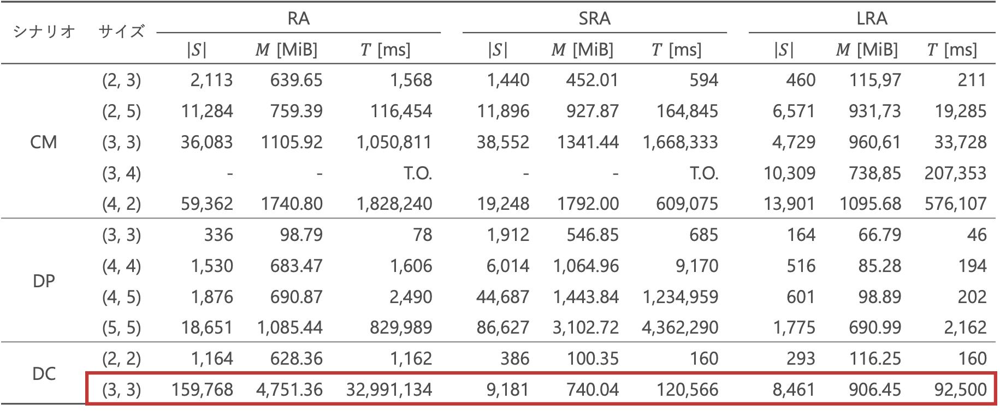 シナリオ サイズ RA SRA LRA
|S| M [MiB] T [ms] |S| M [MiB] T [ms] |S| M [MiB] T [ms]
(2, 3) 2,113 639.65 1,568 1,440 452.01 594 460 115,97 211
(2, 5) 11,284 759.39 116,454 11,896 927.87 164,845 6,571 931,73 19,285
CM (3, 3) 36,083 1105.92 1,050,811 38,552 1341.44 1,668,333 4,729 960,61 33,728
(3, 4) - - T.O. - - T.O. 10,309 738,85 207,353
(4, 2) 59,362 1740.80 1,828,240 19,248 1792.00 609,075 13,901 1095.68 576,107
(3, 3) 336 98.79 78 1,912 546.85 685 164 66.79 46
(4, 4) 1,530 683.47 1,606 6,014 1,064.96 9,170 516 85.28 194
DP
(4, 5) 1,876 690.87 2,490 44,687 1,443.84 1,234,959 601 98.89 202
(5, 5) 18,651 1,085.44 829,989 86,627 3,102.72 4,362,290 1,775 690.99 2,162
(2, 2) 1,164 628.36 1,162 386 100.35 160 293 116.25 160
DC
(3, 3) 159,768 4,751.36 32,991,134 9,181 740.04 120,566 8,461 906.45 92,500